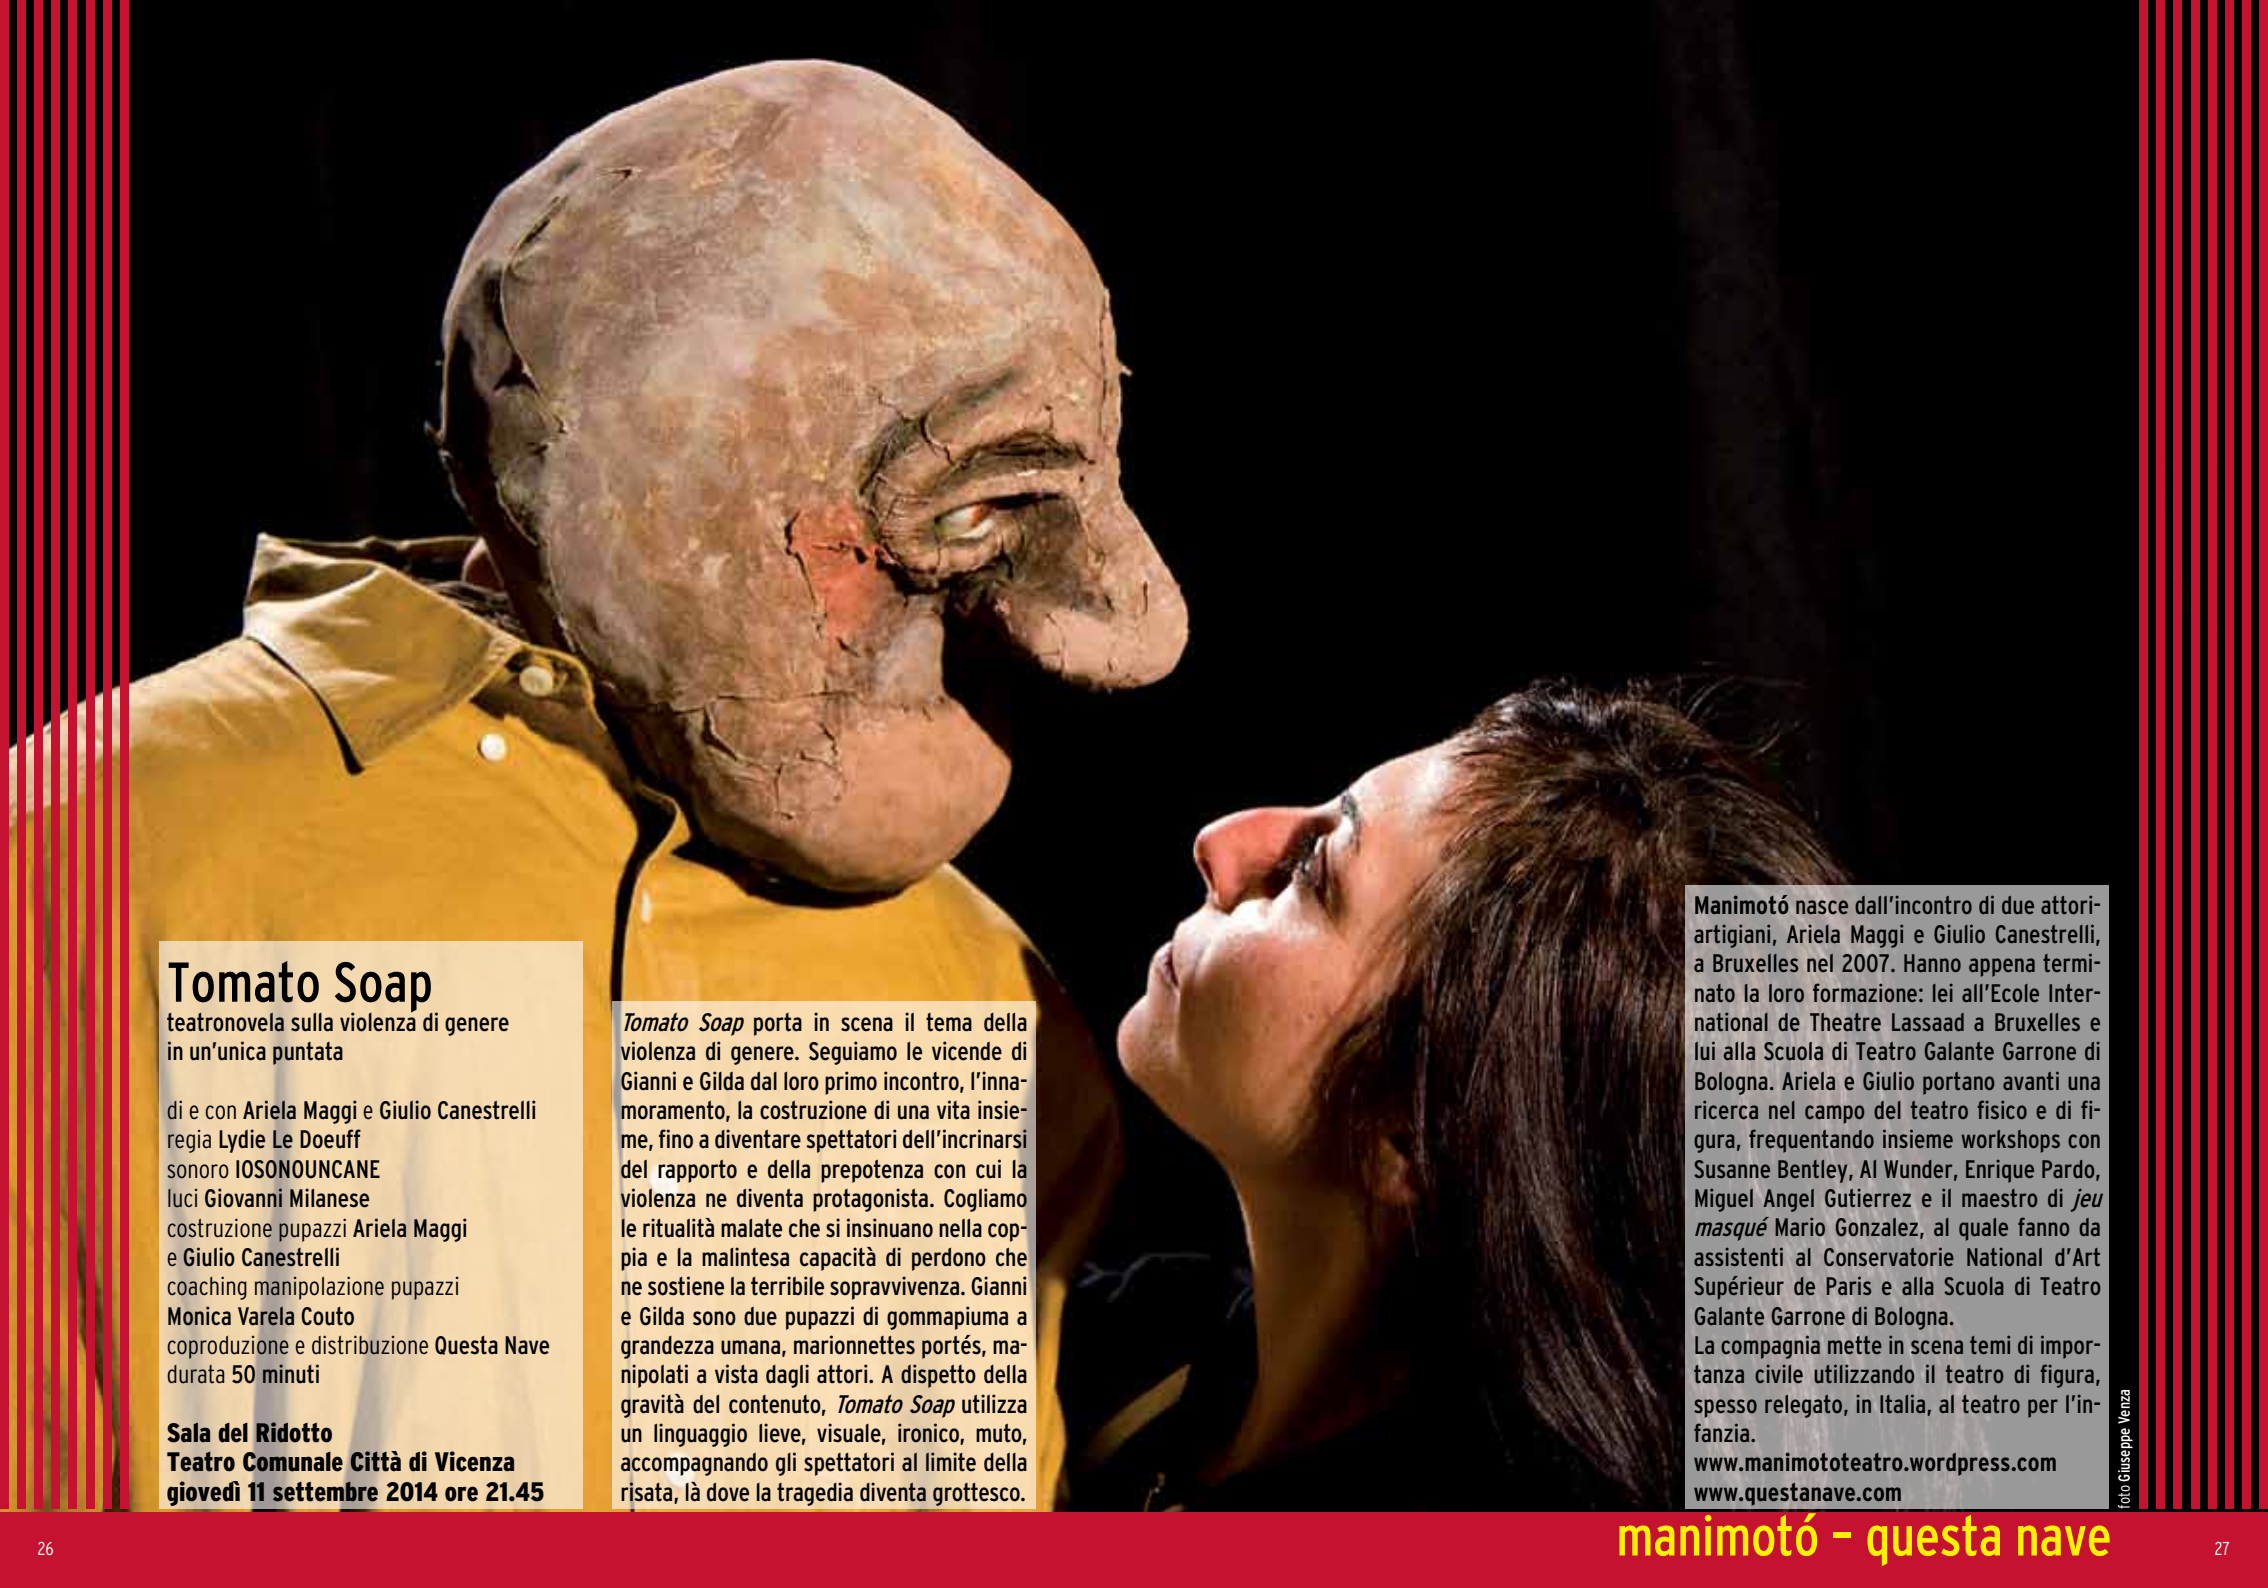 Tomato Soap
teatronovela sulla violenza di genere
in un'unica puntata
di e con Ariela Maggi e Giulio Canestrelli
regia Lydie Le Doeuff
sonoro IOSONOUNCANE
luci Giovanni Milanese
costruzione pupazzi Ariela Maggi
e Giulio Canestrelli
coaching manipolazione pupazzi
Monica Varela Couto
coproduzione e distribuzione Questa Nave
durata 50 minuti
Sala del Ridotto
Teatro Comunale Città di Vicenza
giovedì 11 settembre 2014 ore 21.45
Tomato Soap porta in scena il tema della
violenza di genere. Seguiamo le vicende di
Gianni e Gilda dal loro primo incontro, l'inna-
moramento, la costruzione di una vita insie-
me, fino a diventare spettatori dell'incrinarsi
del rapporto e della prepotenza con cui la
violenza ne diventa protagonista. Cogliamo
le ritualità malate che si insinuano nella cop-
pia e la malintesa capacità di perdono che
ne sostiene la terribile sopravvivenza. Gianni
e Gilda sono due pupazzi di gommapiuma a
grandezza umana, marionnettes portés, ma-
nipolati a vista dagli attori. A dispetto della
gravità del contenuto, Tomato Soap utilizza
un linguaggio lieve, visuale, ironico, muto,
accompagnando gli spettatori al limite della
risata, là dove la tragedia diventa grottesco.
Manimotó nasce dall'incontro di due attori-
artigiani, Ariela Maggi e Giulio Canestrelli,
a Bruxelles nel 2007. Hanno appena termi-
nato la loro formazione: lei all'Ecole Inter-
national de Theatre Lassaad a Bruxelles e
lui alla Scuola di Teatro Galante Garrone di
Bologna. Ariela e Giulio portano avanti una
ricerca nel campo del teatro fisico e di fi-
gura, frequentando insieme workshops con
Susanne Bentley, Al Wunder, Enrique Pardo,
Miguel Angel Gutierrez e il maestro di jeu
masqué Mario Gonzalez, al quale fanno da
assistenti al Conservatorie National d'Art
Supérieur de Paris e alla Scuola di Teatro
Galante Garrone di Bologna.
La compagnia mette in scena temi di impor-
tanza civile utilizzando il teatro di figura,
spesso relegato, in Italia, al teatro per l'in-
fanzia.
www.manimototeatro.wordpress.com
www.questanave.com
foto Giuseppe Venza
manimotó – questa nave
26
27